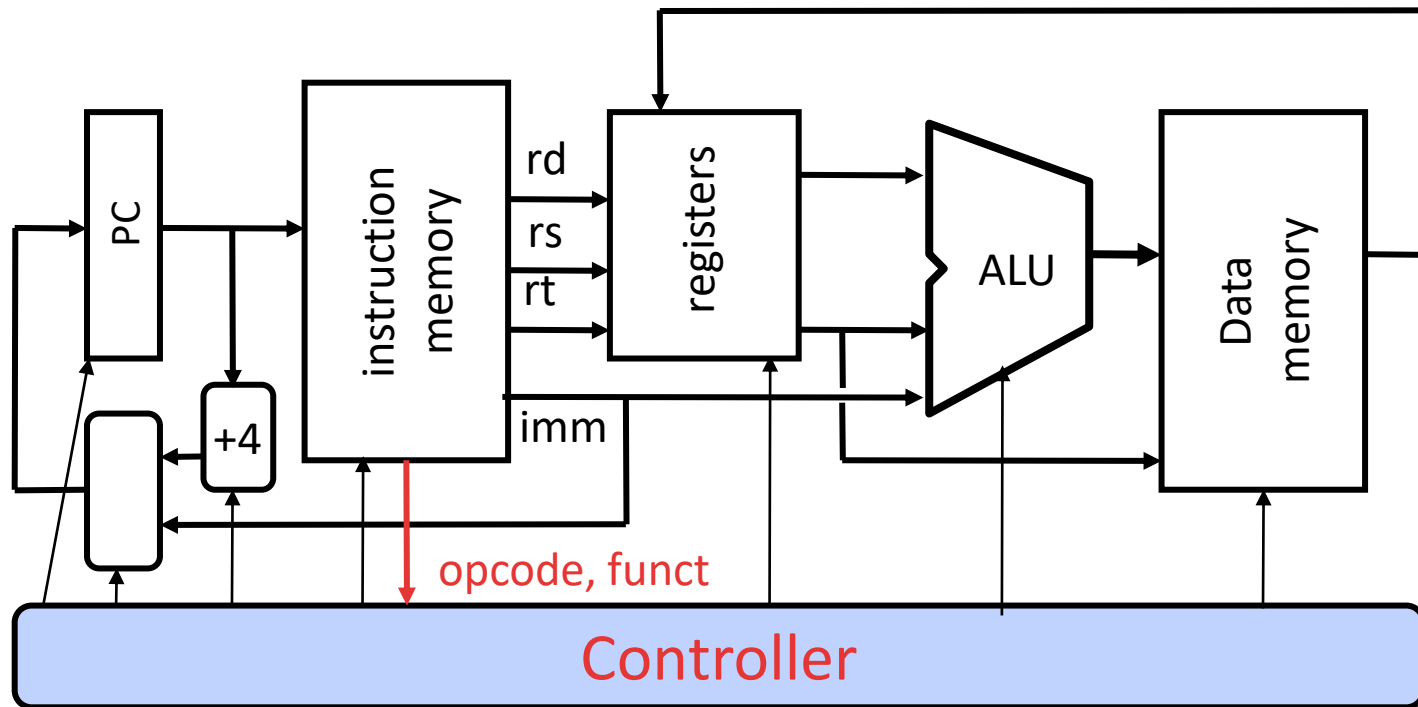 PC
+4
instruction
memory
rd
rs
rt
imm
registers
ALU
Data
memory
opcode, funct
Controller